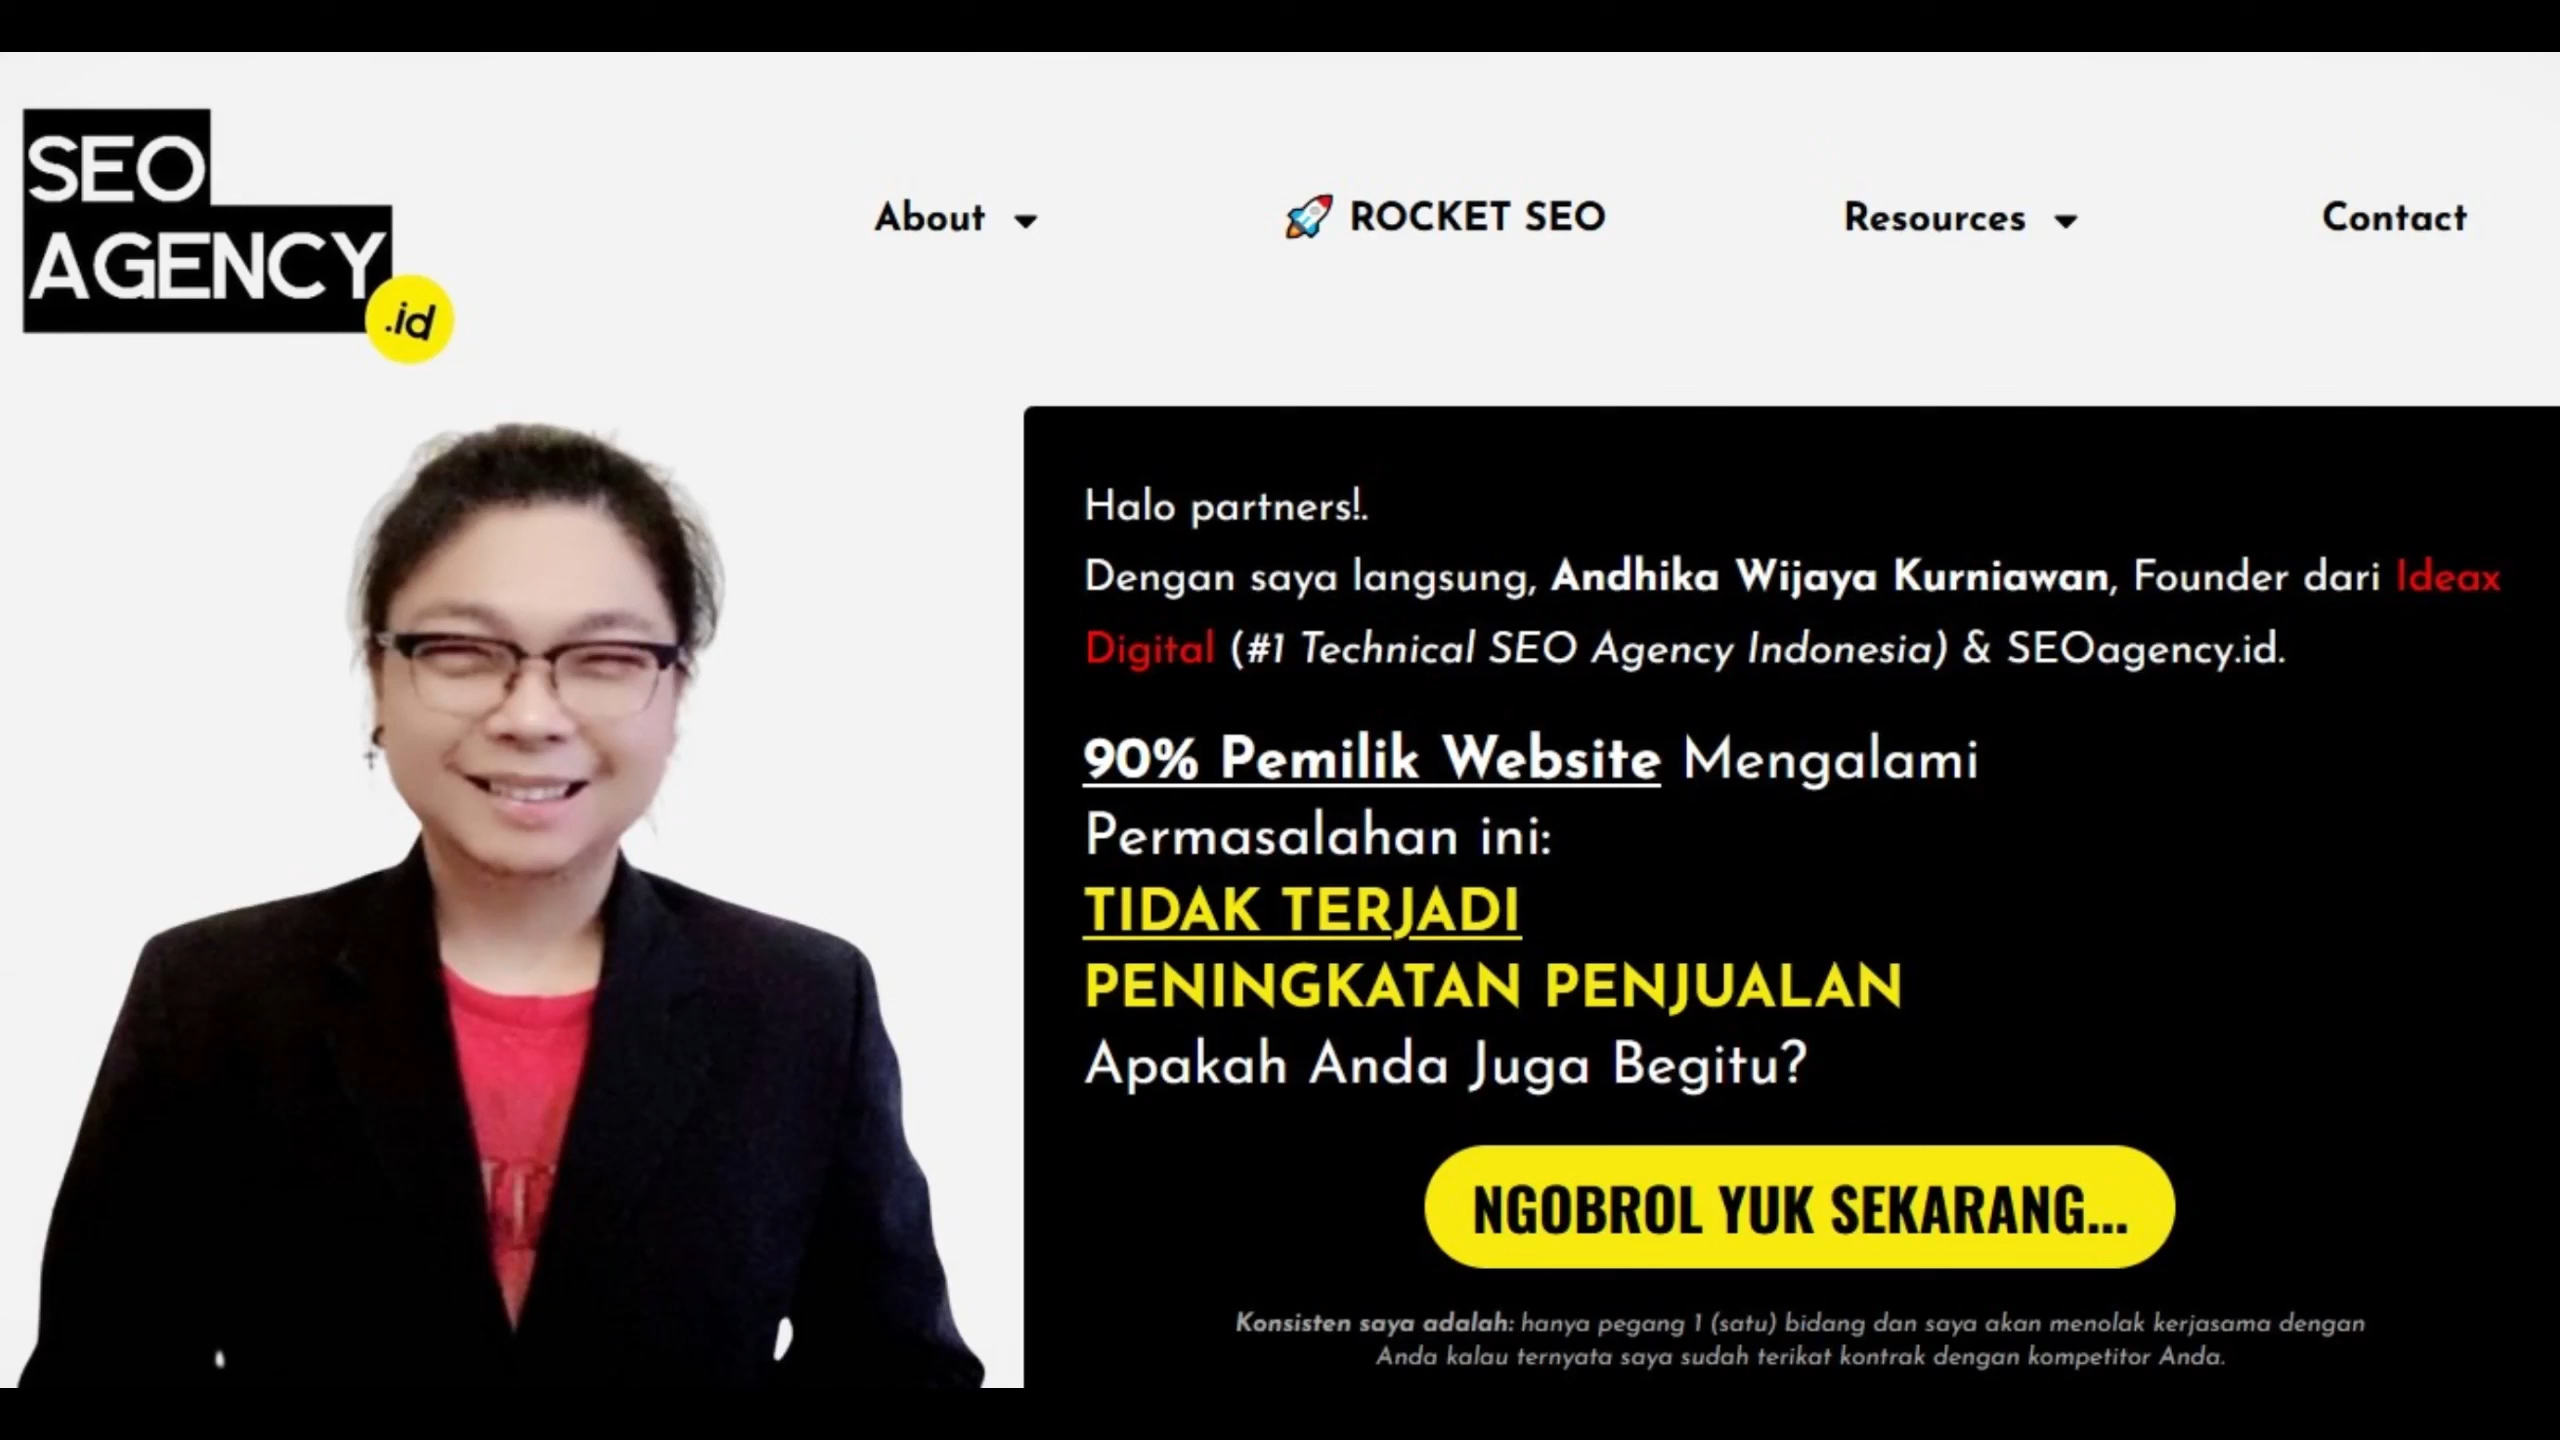 SEO
AGENCY
.id
About
ROCKET SEO
Resources
Contact
Halo partners!.
Dengan saya langsung, Andhika Wijaya Kurniawan, Founder dari Ideax
Digital (#1 Technical SEO Agency Indonesia) & SEOagency.id.
90% Pemilik Website Mengalami
Permasalahan ini:
TIDAK TERJADI
PENINGKATAN PENJUALAN
Apakah Anda Juga Begitu?
NGOBROL YUK SEKARANG...
Konsisten saya adalah: hanya pegang 1 (satu) bidang dan saya akan menolak kerjasama dengan
Anda kalau ternyata saya sudah terikat kontrak dengan kompetitor Anda.